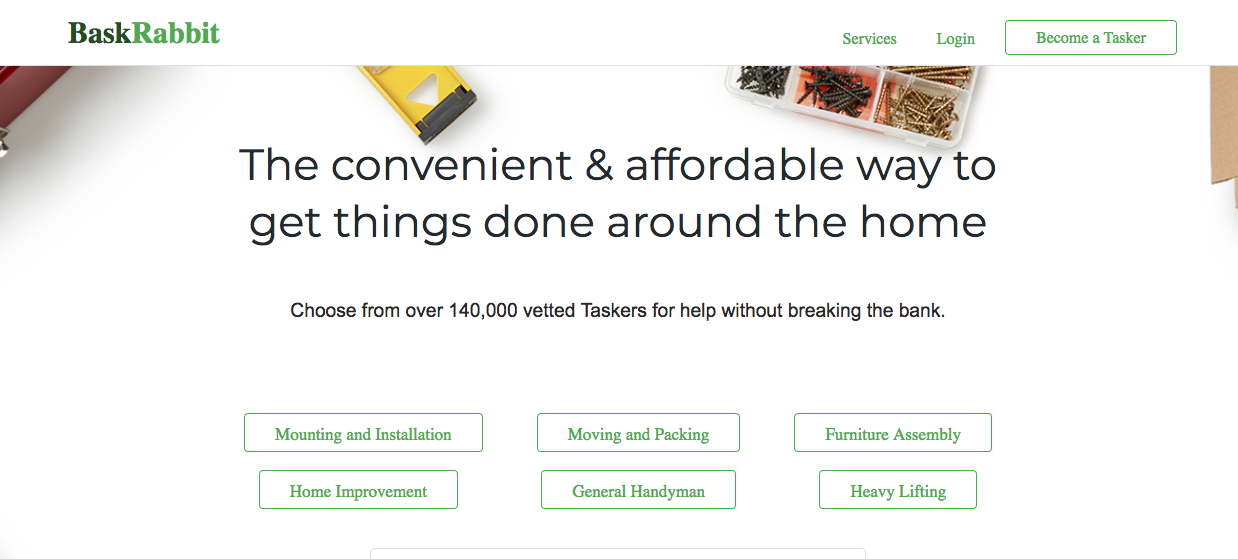 BaskRabbit
Services
Login
Become a Tasker
The convenient & affordable way to
get things done around the home
Choose from over 140,000 vetted Taskers for help without breaking the bank.
Mounting and Installation
Moving and Packing
Furniture Assembly
Home Improvement
General Handyman
Heavy Lifting